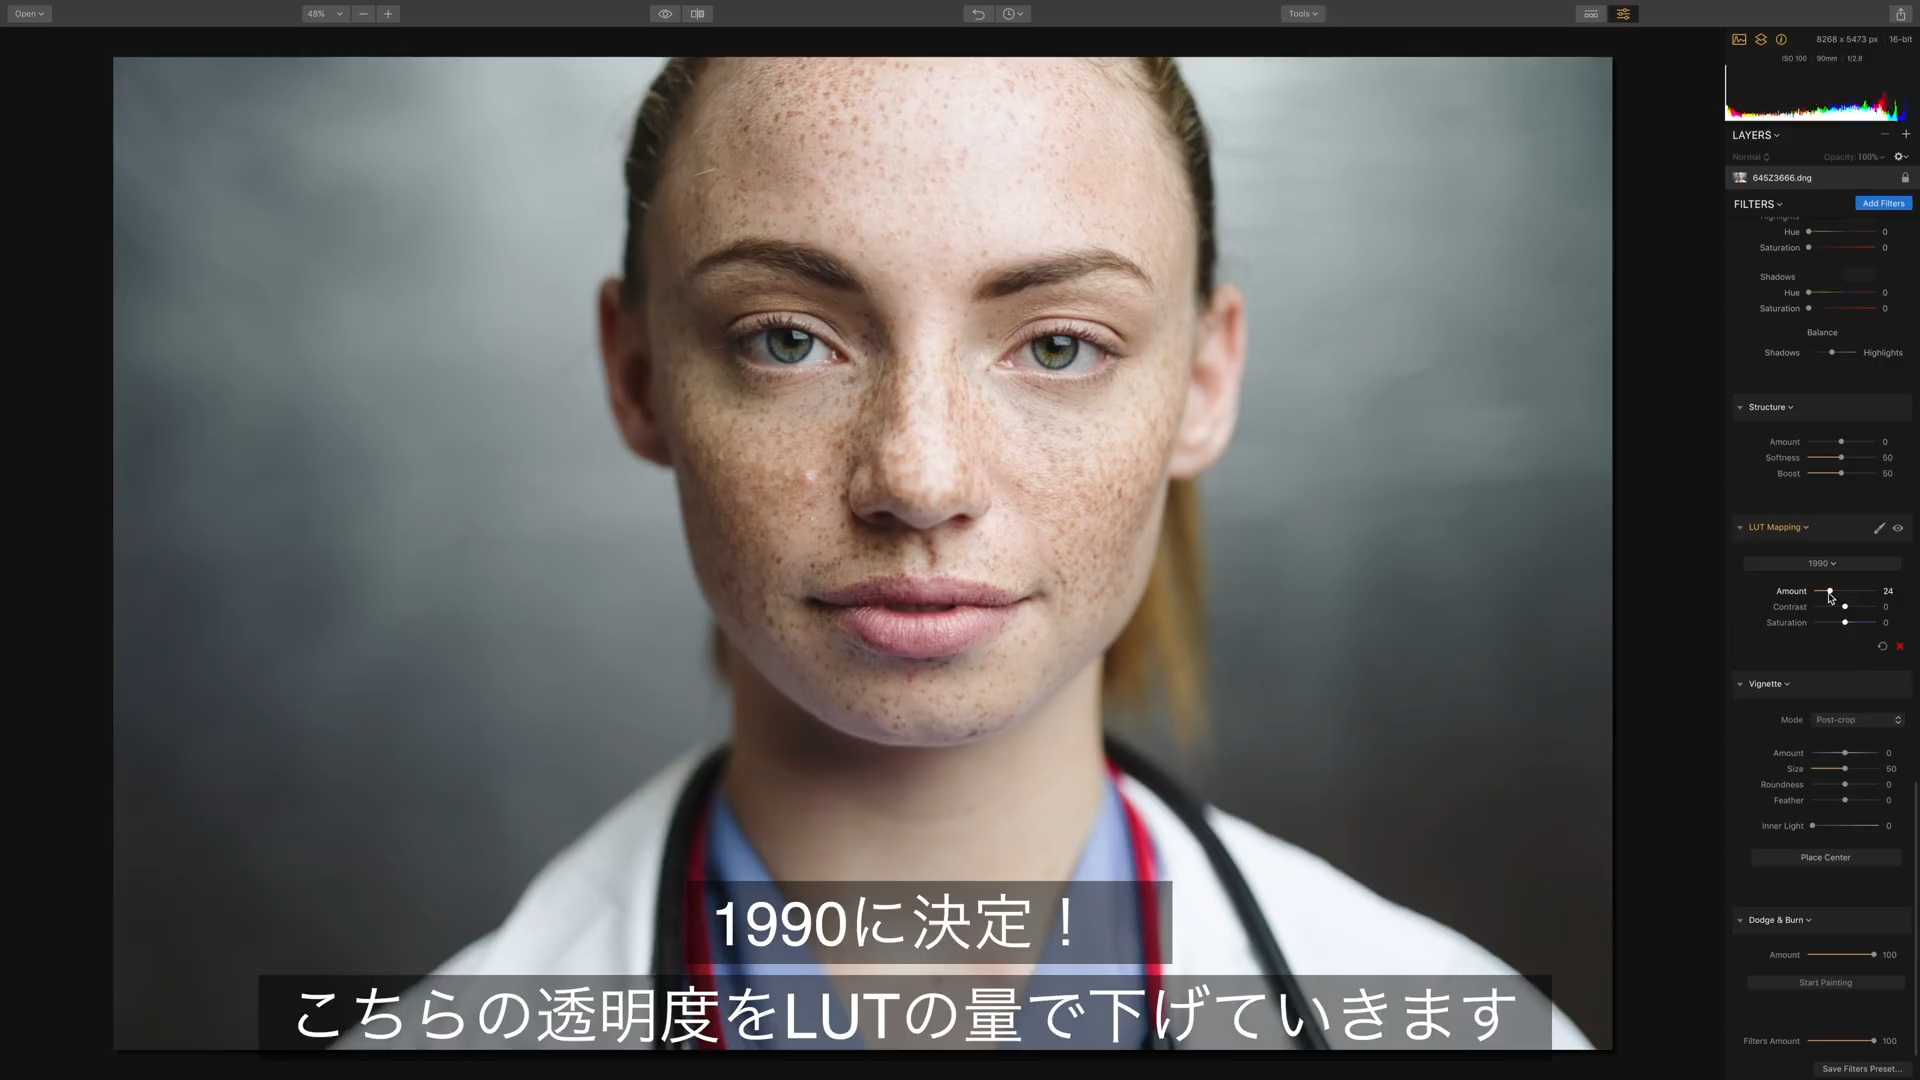 Open
48%
Tools
8268 x 5473 px 16-bit
ISO 100 90mm f/2.8
LAYERS
Normal Opacity: 100%
645Z3666.dng
FILTERS Add Filters
Highlights
Hue 0
Saturation 0
Shadows
Hue 0
Saturation 0
Balance
Shadows Highlights
Structure
Amount 0
Softness 50
Boost 50
LUT Mapping
1990
Amount 24
Contrast 0
Saturation 0
Vignette
Mode Post-crop
Amount 0
Size 50
Roundness 0
Feather 0
Inner Light 0
Place Center
Dodge & Burn
Amount 100
Start Painting
Filters Amount 100
Save Filters Preset...
1990に決定！
こちらの透明度をLUTの量で下げていきます